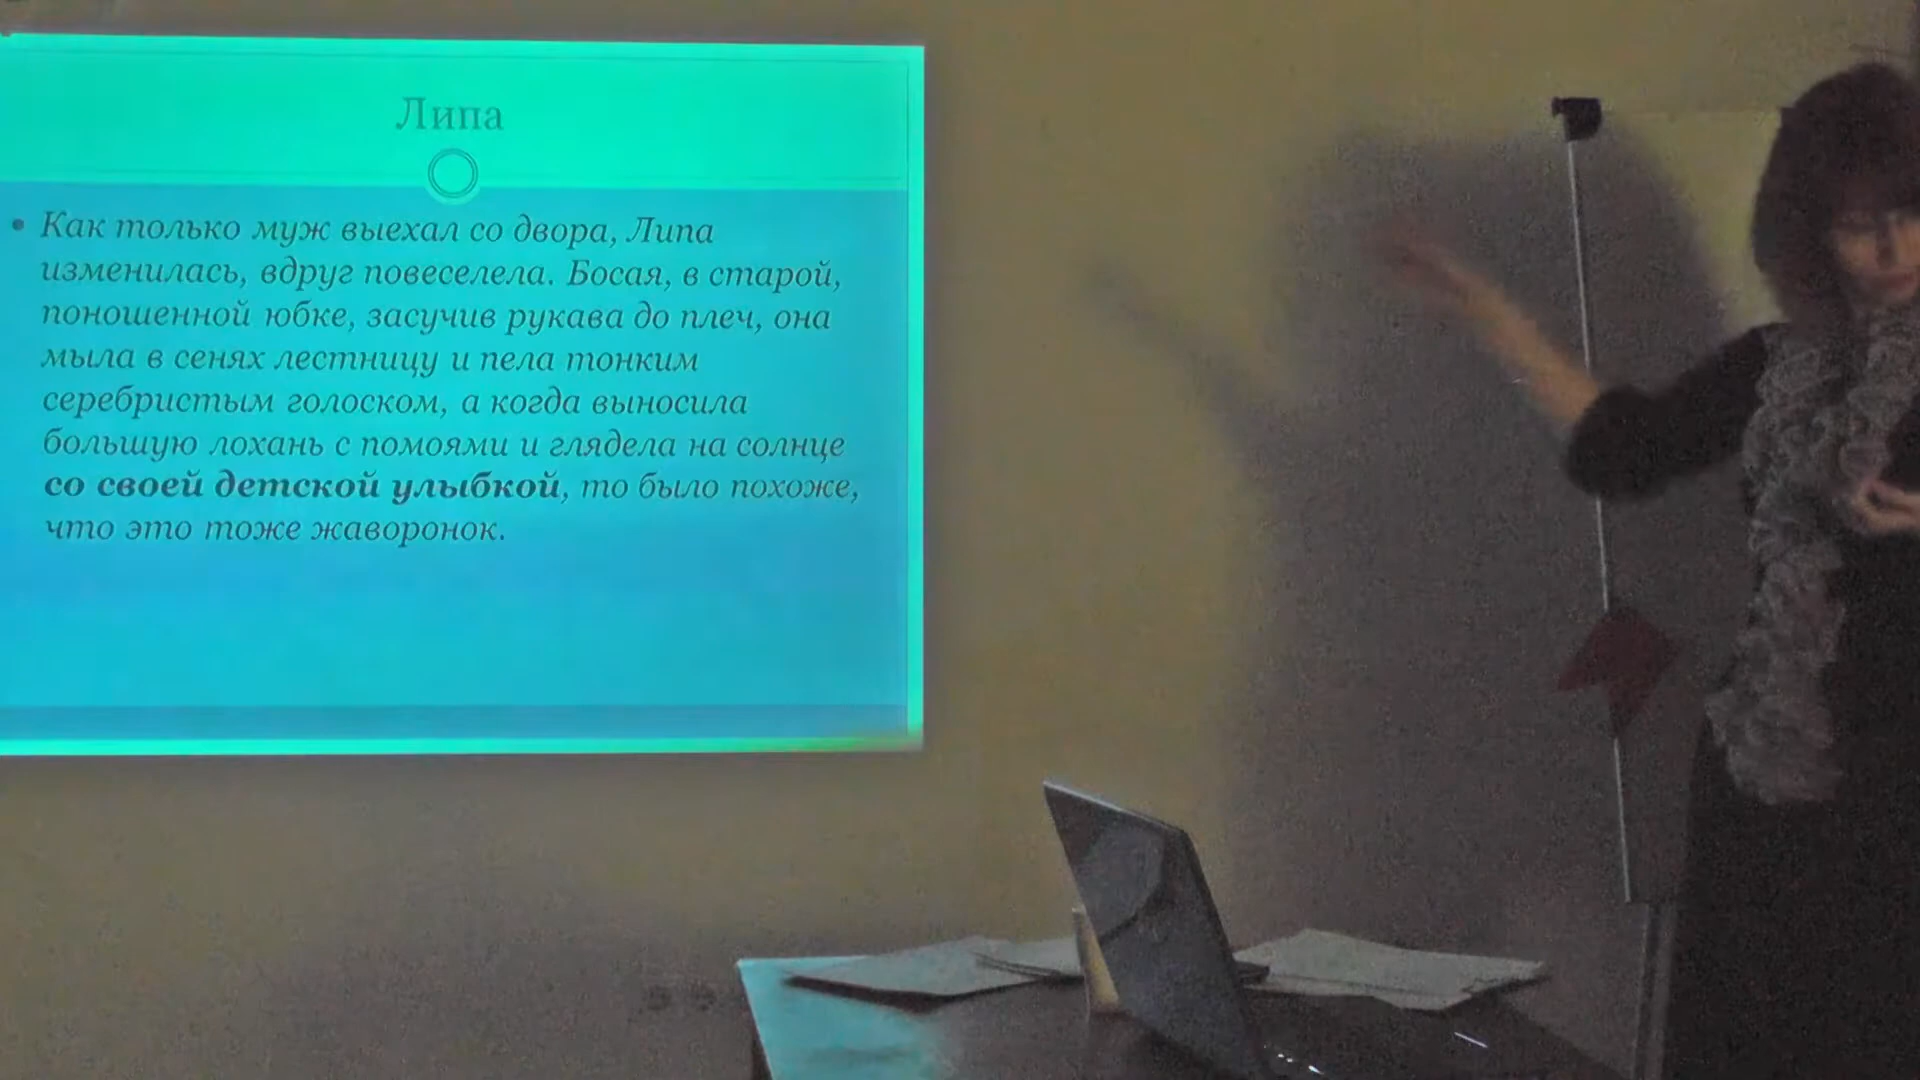 Липа
• Как только муж выехал со двора, Липа
изменилась, вдруг повеселела. Босая, в старой,
поношенной юбке, засучив рукава до плеч, она
мыла в сенях лестницу и пела тонким
серебристым голоском, а когда выносила
большую лохань с помоями и глядела на солнце
со своей детской улыбкой, то было похоже,
что это тоже жаворонок.